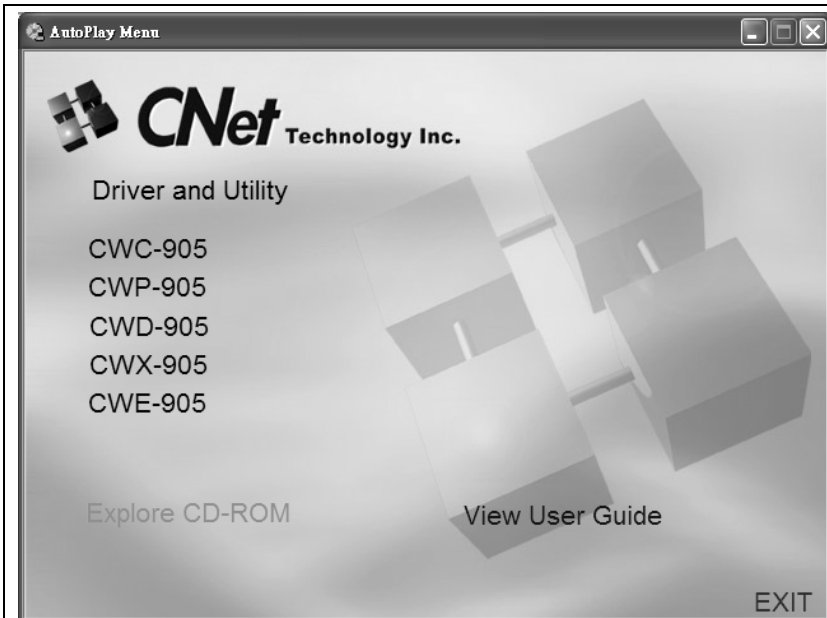 AutoPlay Menu
CNet Technology Inc.
Driver and Utility
CWC-905
CWP-905
CWD-905
CWX-905
CWE-905
Explore CD-ROM
View User Guide
EXIT